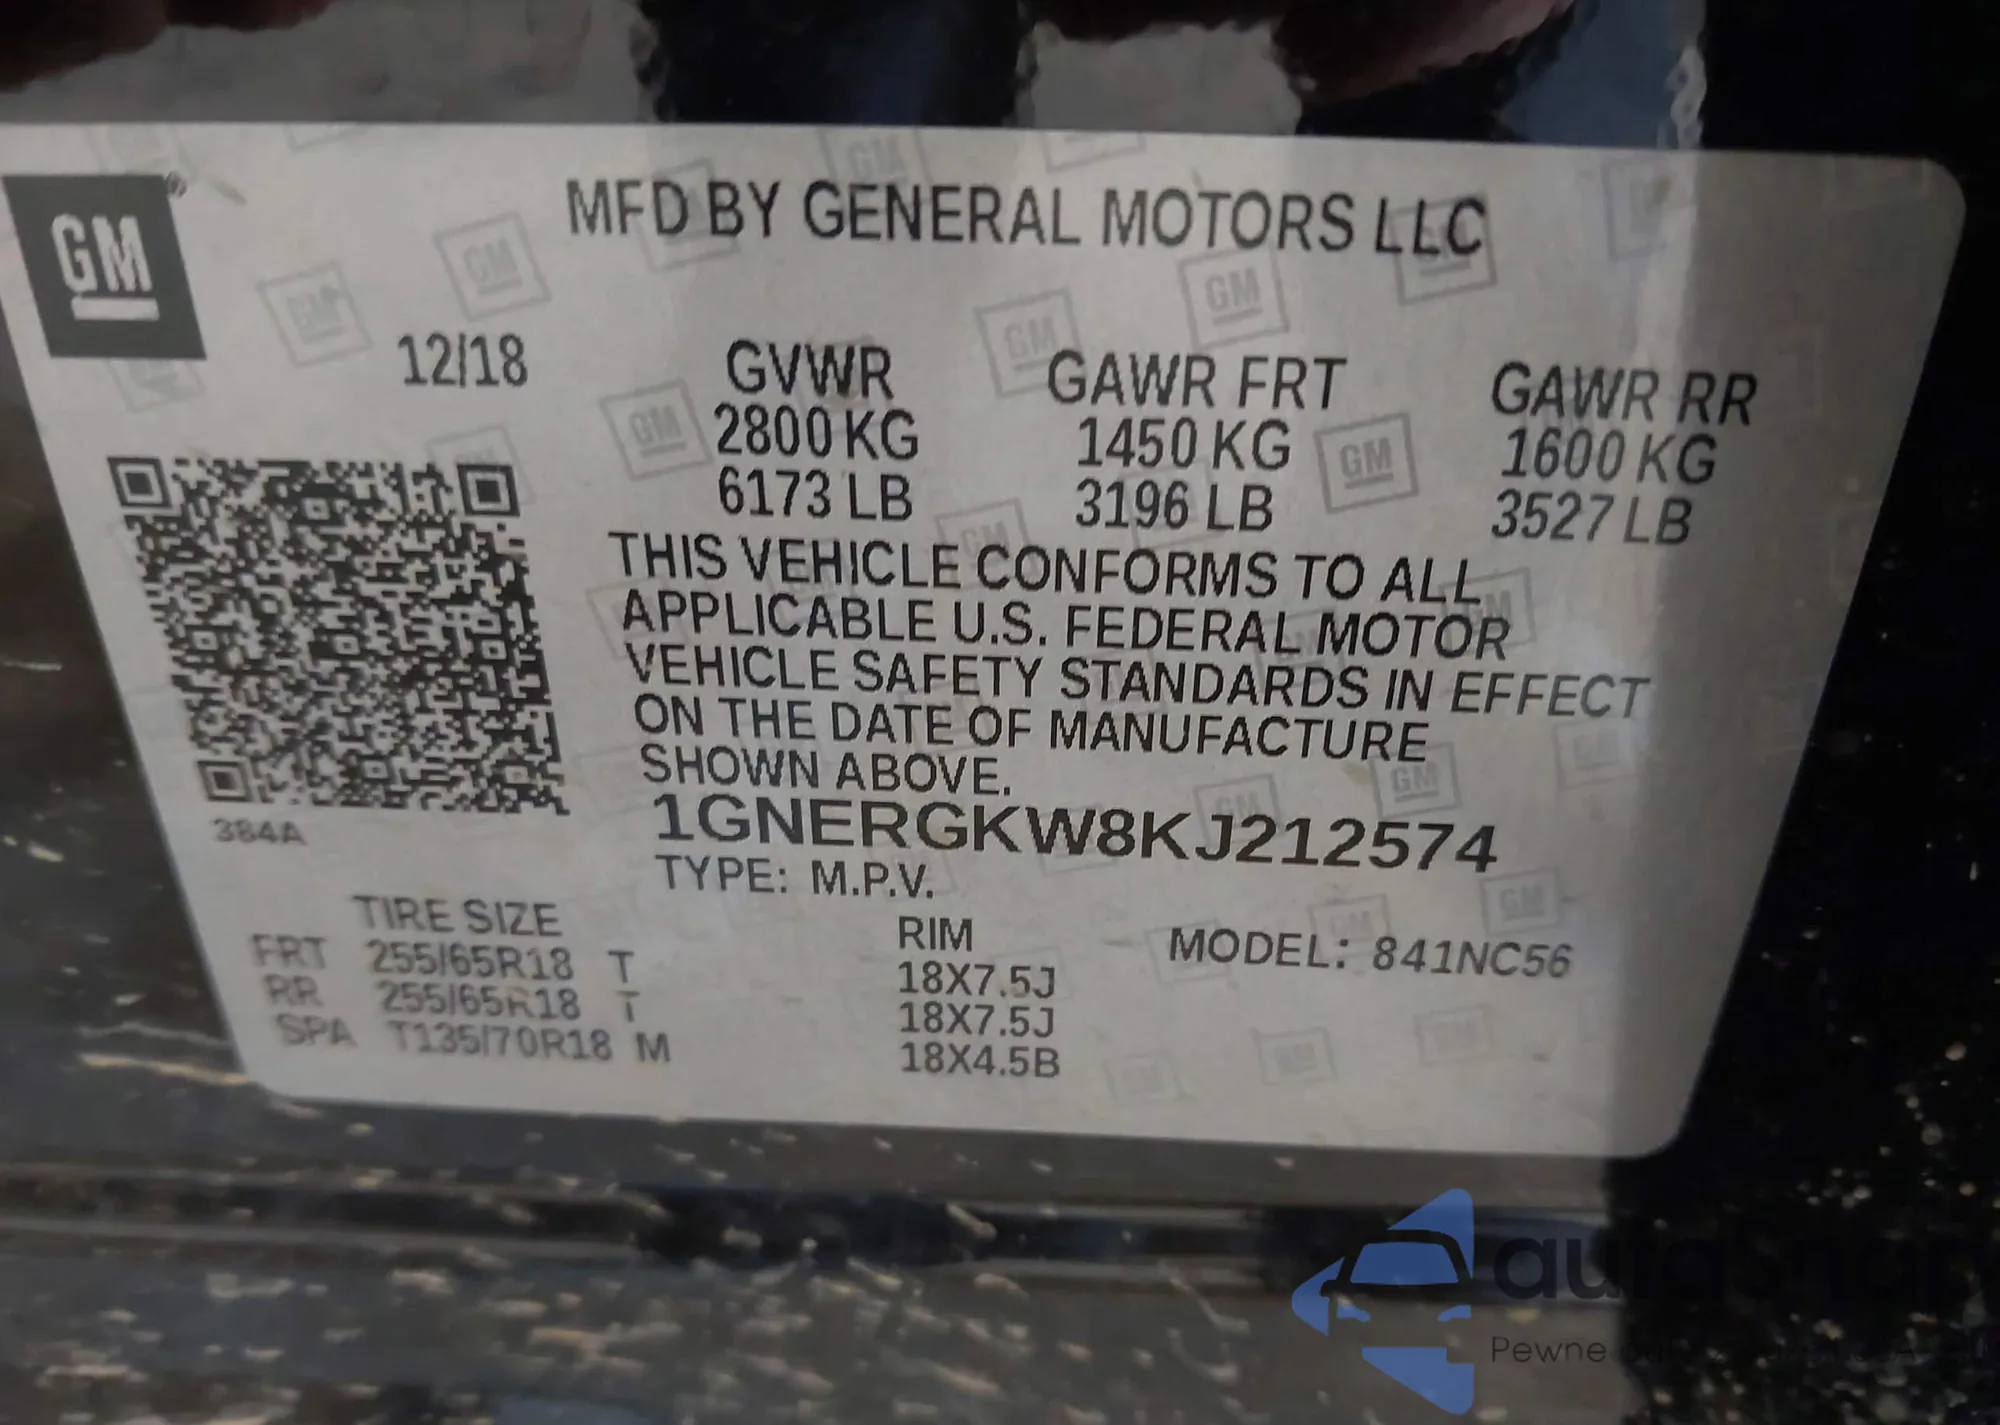 GM
MFD BY GENERAL MOTORS LLC
12/18
GVWR
2800 KG
6173 LB
GAWR FRT
1450 KG
3196 LB
GAWR RR
1600 KG
3527 LB
THIS VEHICLE CONFORMS TO ALL
APPLICABLE U.S. FEDERAL MOTOR
VEHICLE SAFETY STANDARDS IN EFFECT
ON THE DATE OF MANUFACTURE
SHOWN ABOVE.
1GNERGKW8KJ212574
384A
TYPE: M.P.V.
TIRE SIZE RIM MODEL: 841NC56
FRT 255/65R18 T 18X7.5J
RR 255/65R18 T 18X7.5J
SPA T135/70R18 M 18X4.5B
Pewne